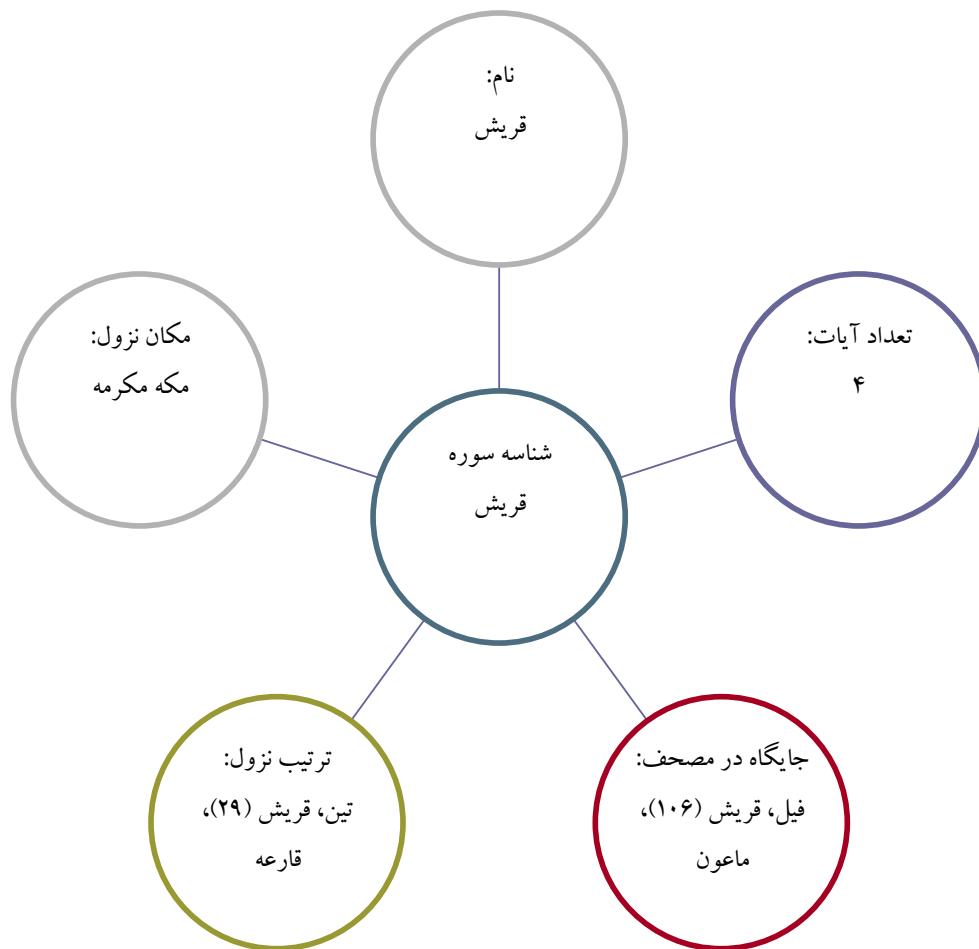 نام:
قریش
تعداد آیات:
۴
مکان نزول:
مکه مکرمه
شناسه سوره
قریش
جایگاه در مصحف:
فیل، قریش (۱۰۶)،
ماعون
ترتیب نزول:
تین، قریش (۲۹)،
قارعه